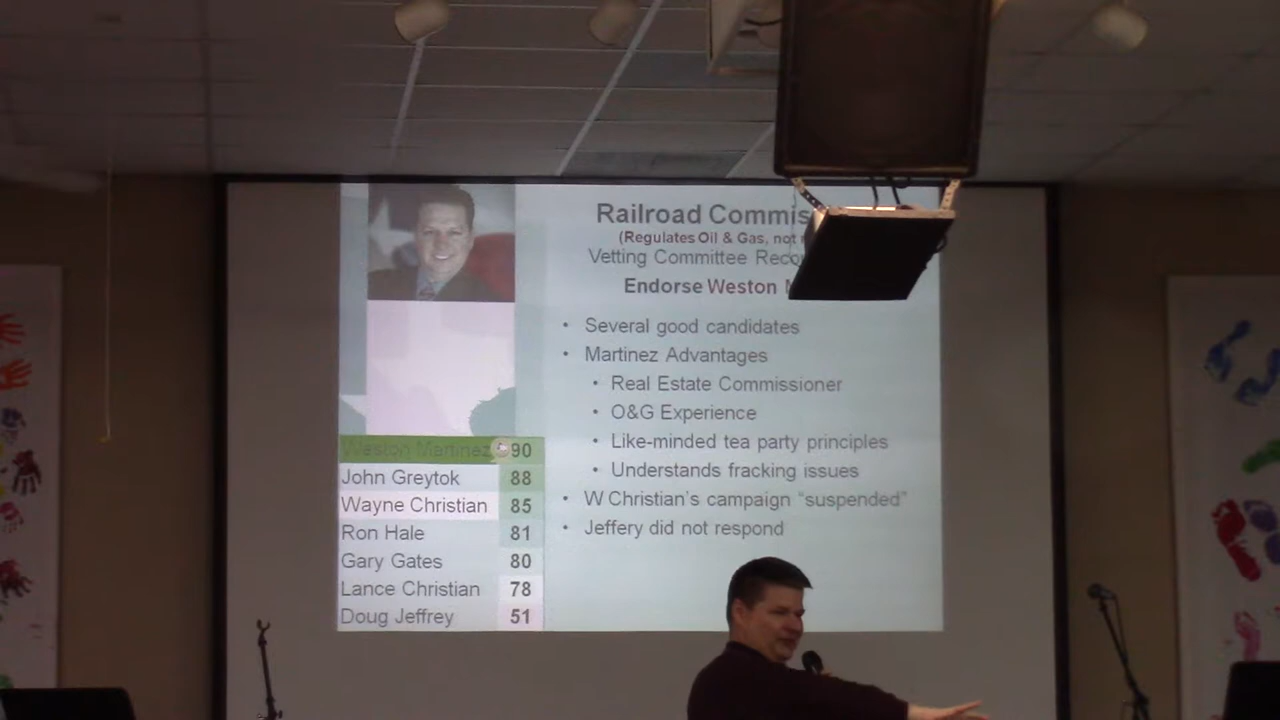 Railroad Commis
(Regulates Oil & Gas, not
Vetting Committee Reco
Endorse Weston
• Several good candidates
• Martinez Advantages
• Real Estate Commissioner
• O&G Experience
• Like-minded tea party principles
• Understands fracking issues
• W Christian's campaign "suspended"
• Jeffery did not respond
Weston Martinez 90
John Greytok 88
Wayne Christian 85
Ron Hale 81
Gary Gates 80
Lance Christian 78
Doug Jeffrey 51